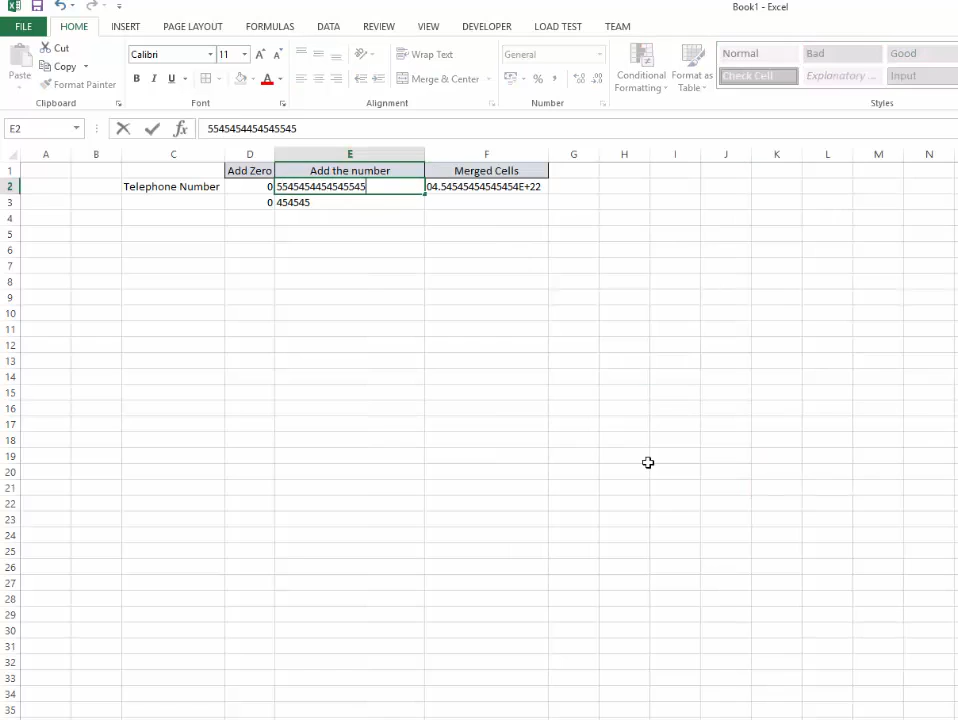 Book1 - Excel
FILE HOME INSERT PAGE LAYOUT FORMULAS DATA REVIEW VIEW DEVELOPER LOAD TEST TEAM
Paste
Cut
Copy
Format Painter
Clipboard
Calibri 11 A A
B I U A
Font
Wrap Text
Merge & Center
Alignment
General
% ,
Number
Conditional Formatting
Format as Table
Normal Bad Good
Check Cell Explanatory ... Input
Styles
E2 fx 5545454454545545
A B C D E F G H I J K L M N
1 Add Zero Add the number Merged Cells
2 Telephone Number 0 5545454454545545 04.54545454545454E+22
3 0 454545
4
5
6
7
8
9
10
11
12
13
14
15
16
17
18
19
20
21
22
23
24
25
26
27
28
29
30
31
32
33
34
35